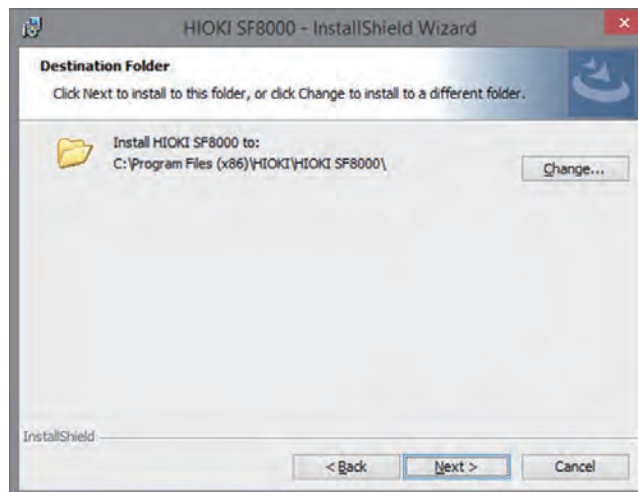 HIOKI SF8000 - InstallShield Wizard
Destination Folder
Click Next to install to this folder, or click Change to install to a different folder.
Install HIOKI SF8000 to:
C:\Program Files (x86)\HIOKI\HIOKI SF8000\
Change...
InstallShield
< Back
Next >
Cancel